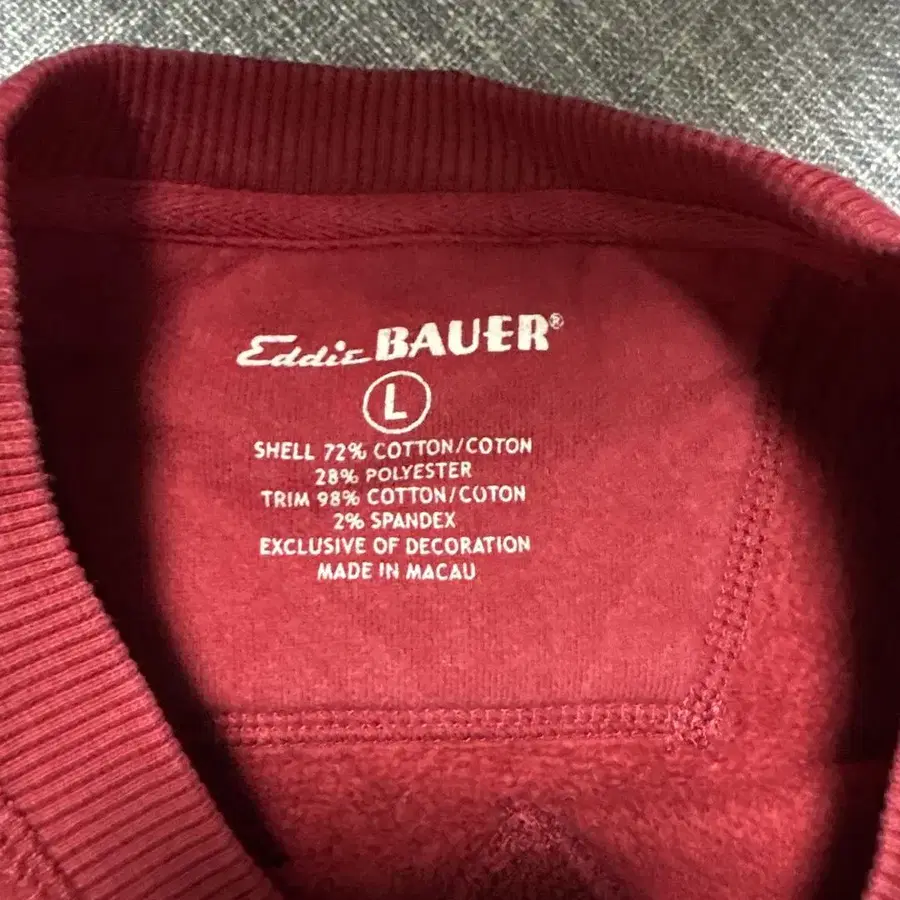 Eddie BAUER®
L
SHELL 72% COTTON/COTON
28% POLYESTER
TRIM 98% COTTON/COTON
2% SPANDEX
EXCLUSIVE OF DECORATION
MADE IN MACAU